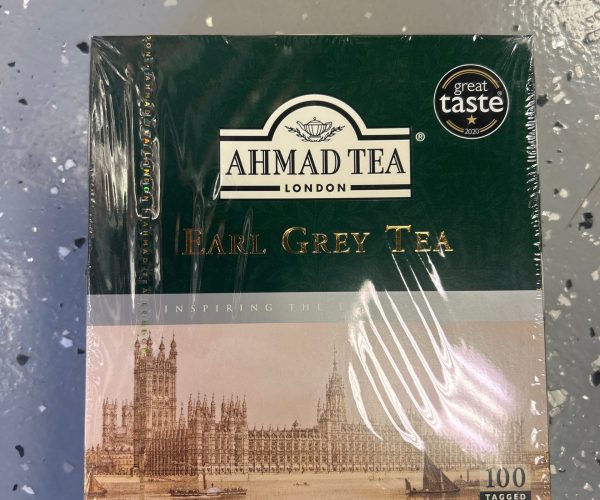 great
taste
2020
AHMAD TEA ®
LONDON
EARL GREY TEA
INSPIRING THE
100
TAGGED